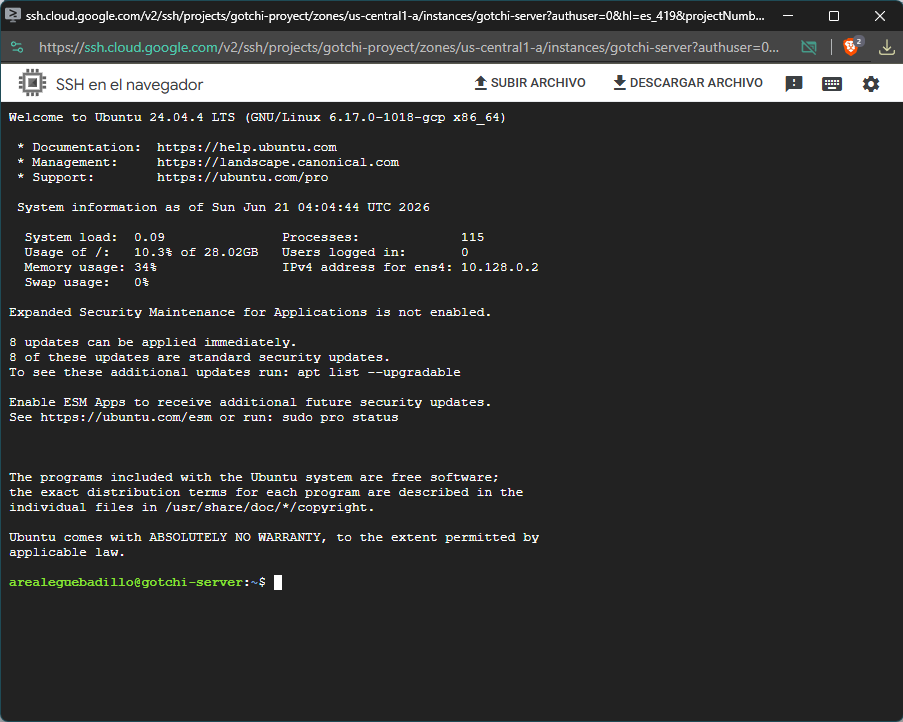 ssh.cloud.google.com/v2/ssh/projects/gotchi-proyect/zones/us-central1-a/instances/gotchi-server?authuser=0&hl=es_419&projectNumb...
https://ssh.cloud.google.com/v2/ssh/projects/gotchi-proyect/zones/us-central1-a/instances/gotchi-server?authuser=0... 2
SSH en el navegador SUBIR ARCHIVO DESCARGAR ARCHIVO
Welcome to Ubuntu 24.04.4 LTS (GNU/Linux 6.17.0-1018-gcp x86_64)
* Documentation: https://help.ubuntu.com
* Management: https://landscape.canonical.com
* Support: https://ubuntu.com/pro
System information as of Sun Jun 21 04:04:44 UTC 2026
System load: 0.09 Processes: 115
Usage of /: 10.3% of 28.02GB Users logged in: 0
Memory usage: 34% IPv4 address for ens4: 10.128.0.2
Swap usage: 0%
Expanded Security Maintenance for Applications is not enabled.
8 updates can be applied immediately.
8 of these updates are standard security updates.
To see these additional updates run: apt list --upgradable
Enable ESM Apps to receive additional future security updates.
See https://ubuntu.com/esm or run: sudo pro status
The programs included with the Ubuntu system are free software;
the exact distribution terms for each program are described in the
individual files in /usr/share/doc/*/copyright.
Ubuntu comes with ABSOLUTELY NO WARRANTY, to the extent permitted by
applicable law.
arealeguebadillo@gotchi-server:~$